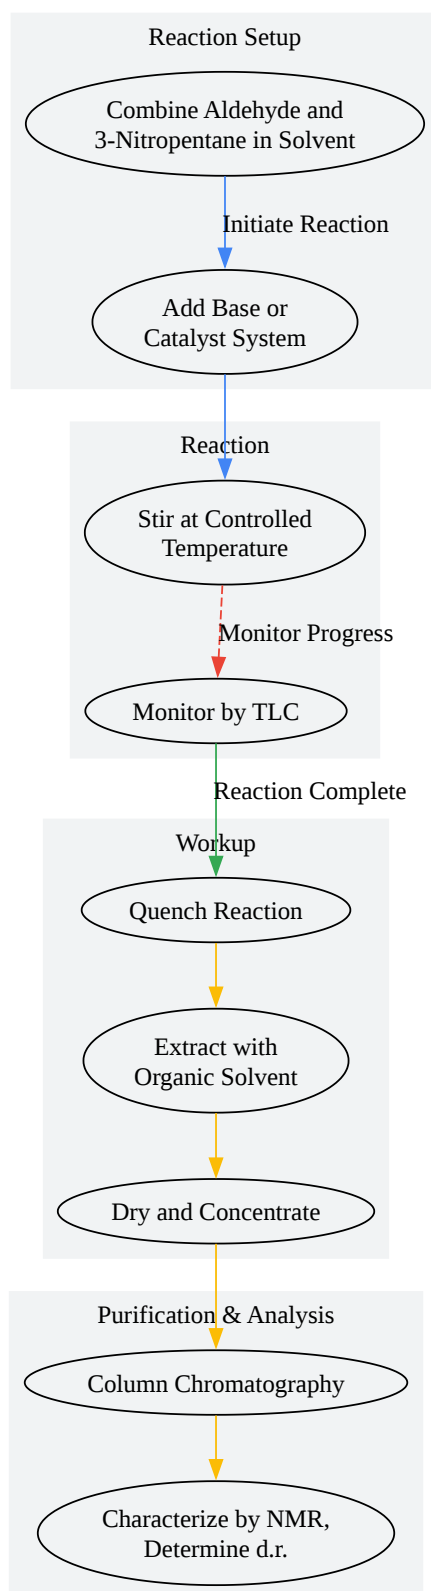 Reaction Setup
Combine Aldehyde and
3-Nitropentane in Solvent
Initiate Reaction
Add Base or
Catalyst System
Reaction
Stir at Controlled
Temperature
Monitor Progress
Monitor by TLC
Reaction Complete
Workup
Quench Reaction
Extract with
Organic Solvent
Dry and Concentrate
Purification & Analysis
Column Chromatography
Characterize by NMR,
Determine d.r.